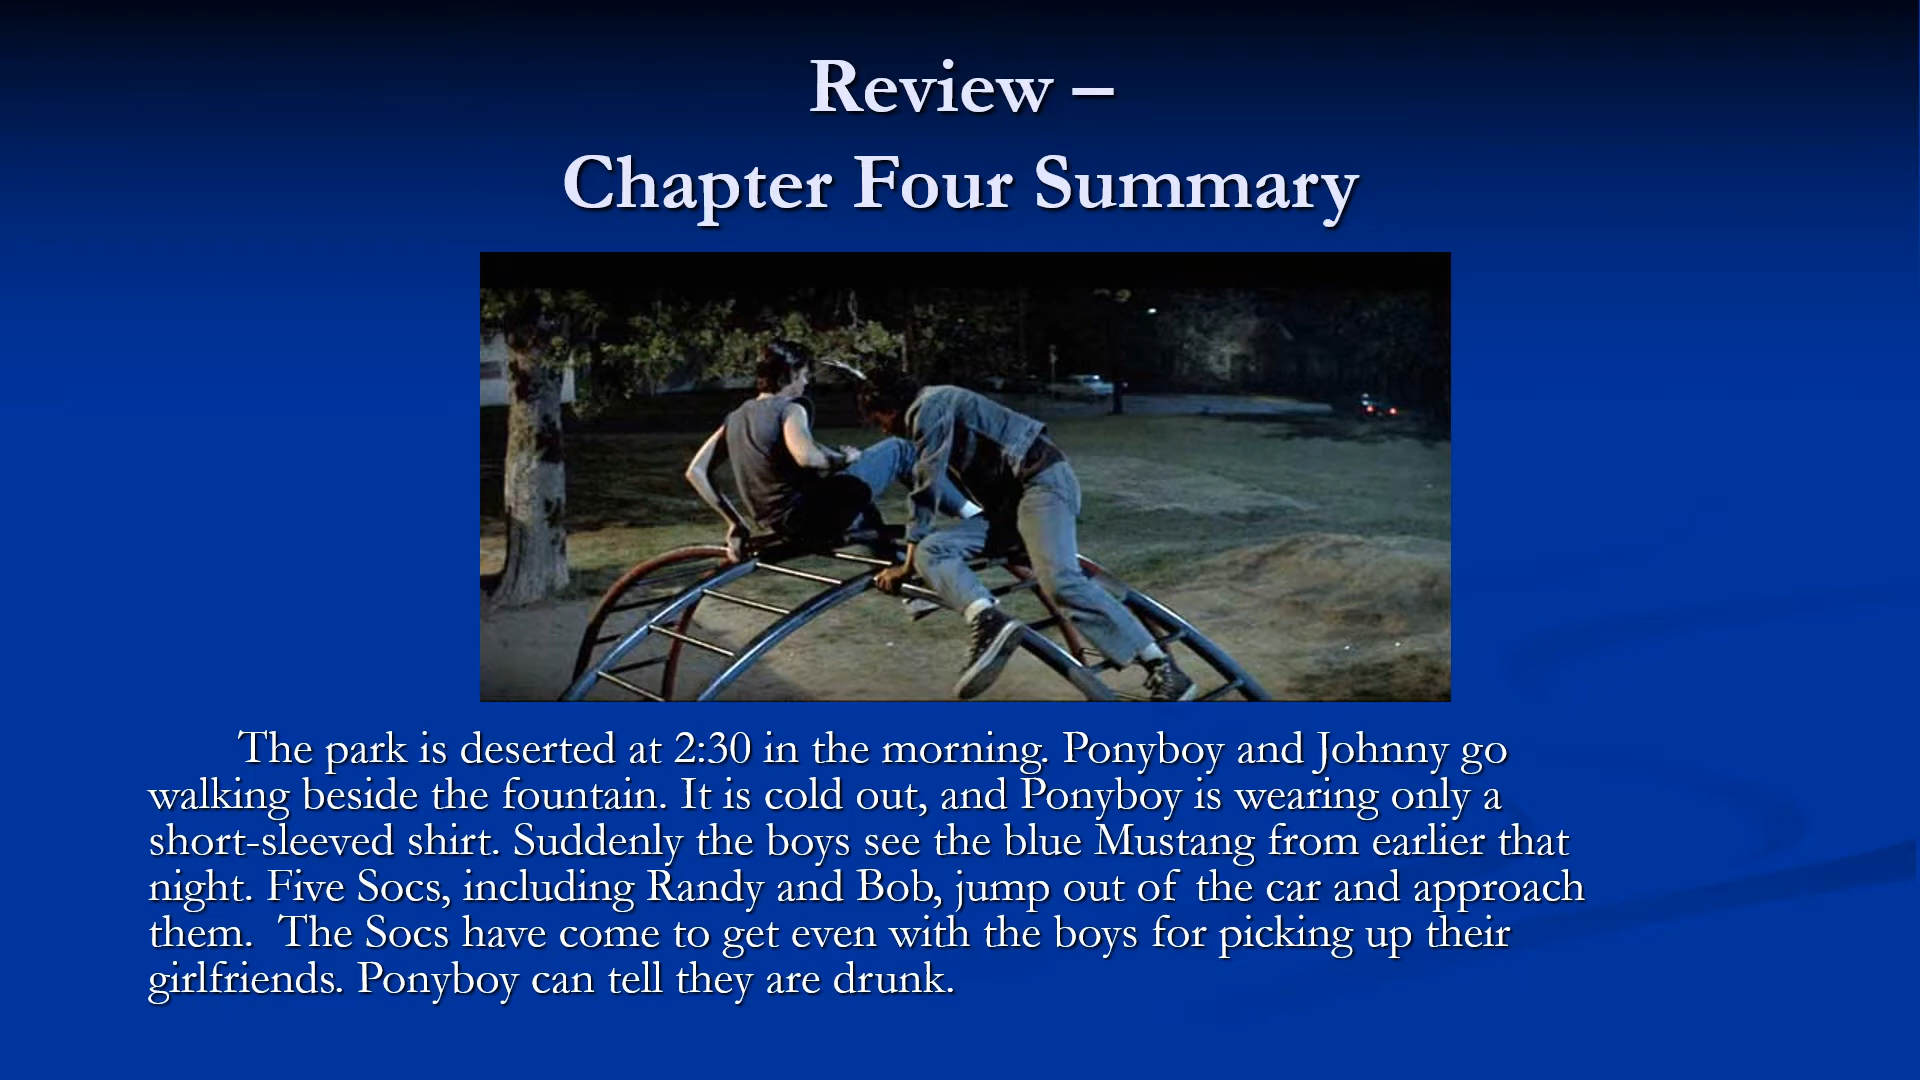 Review –
Chapter Four Summary
The park is deserted at 2:30 in the morning. Ponyboy and Johnny go
walking beside the fountain. It is cold out, and Ponyboy is wearing only a
short-sleeved shirt. Suddenly the boys see the blue Mustang from earlier that
night. Five Socs, including Randy and Bob, jump out of the car and approach
them.  The Socs have come to get even with the boys for picking up their
girlfriends. Ponyboy can tell they are drunk.